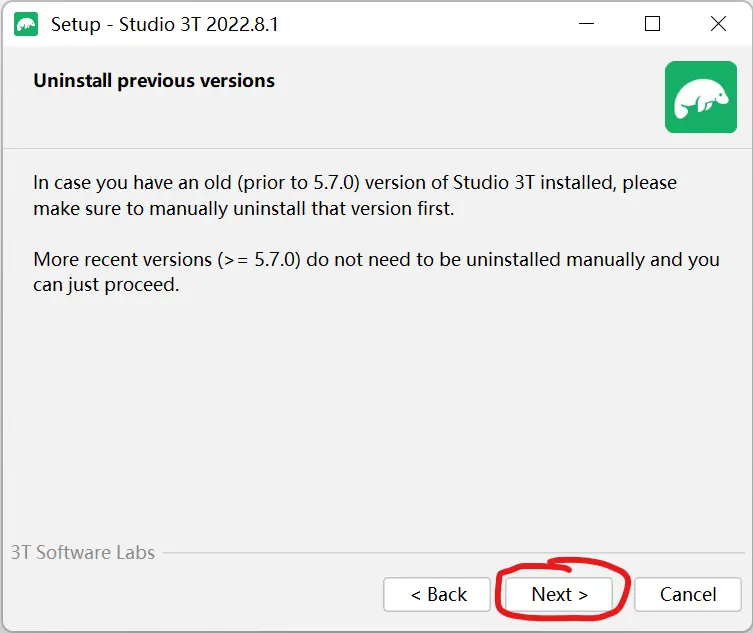 Setup - Studio 3T 2022.8.1
Uninstall previous versions
In case you have an old (prior to 5.7.0) version of Studio 3T installed, please
make sure to manually uninstall that version first.
More recent versions (>= 5.7.0) do not need to be uninstalled manually and you
can just proceed.
3T Software Labs
< Back
Next >
Cancel